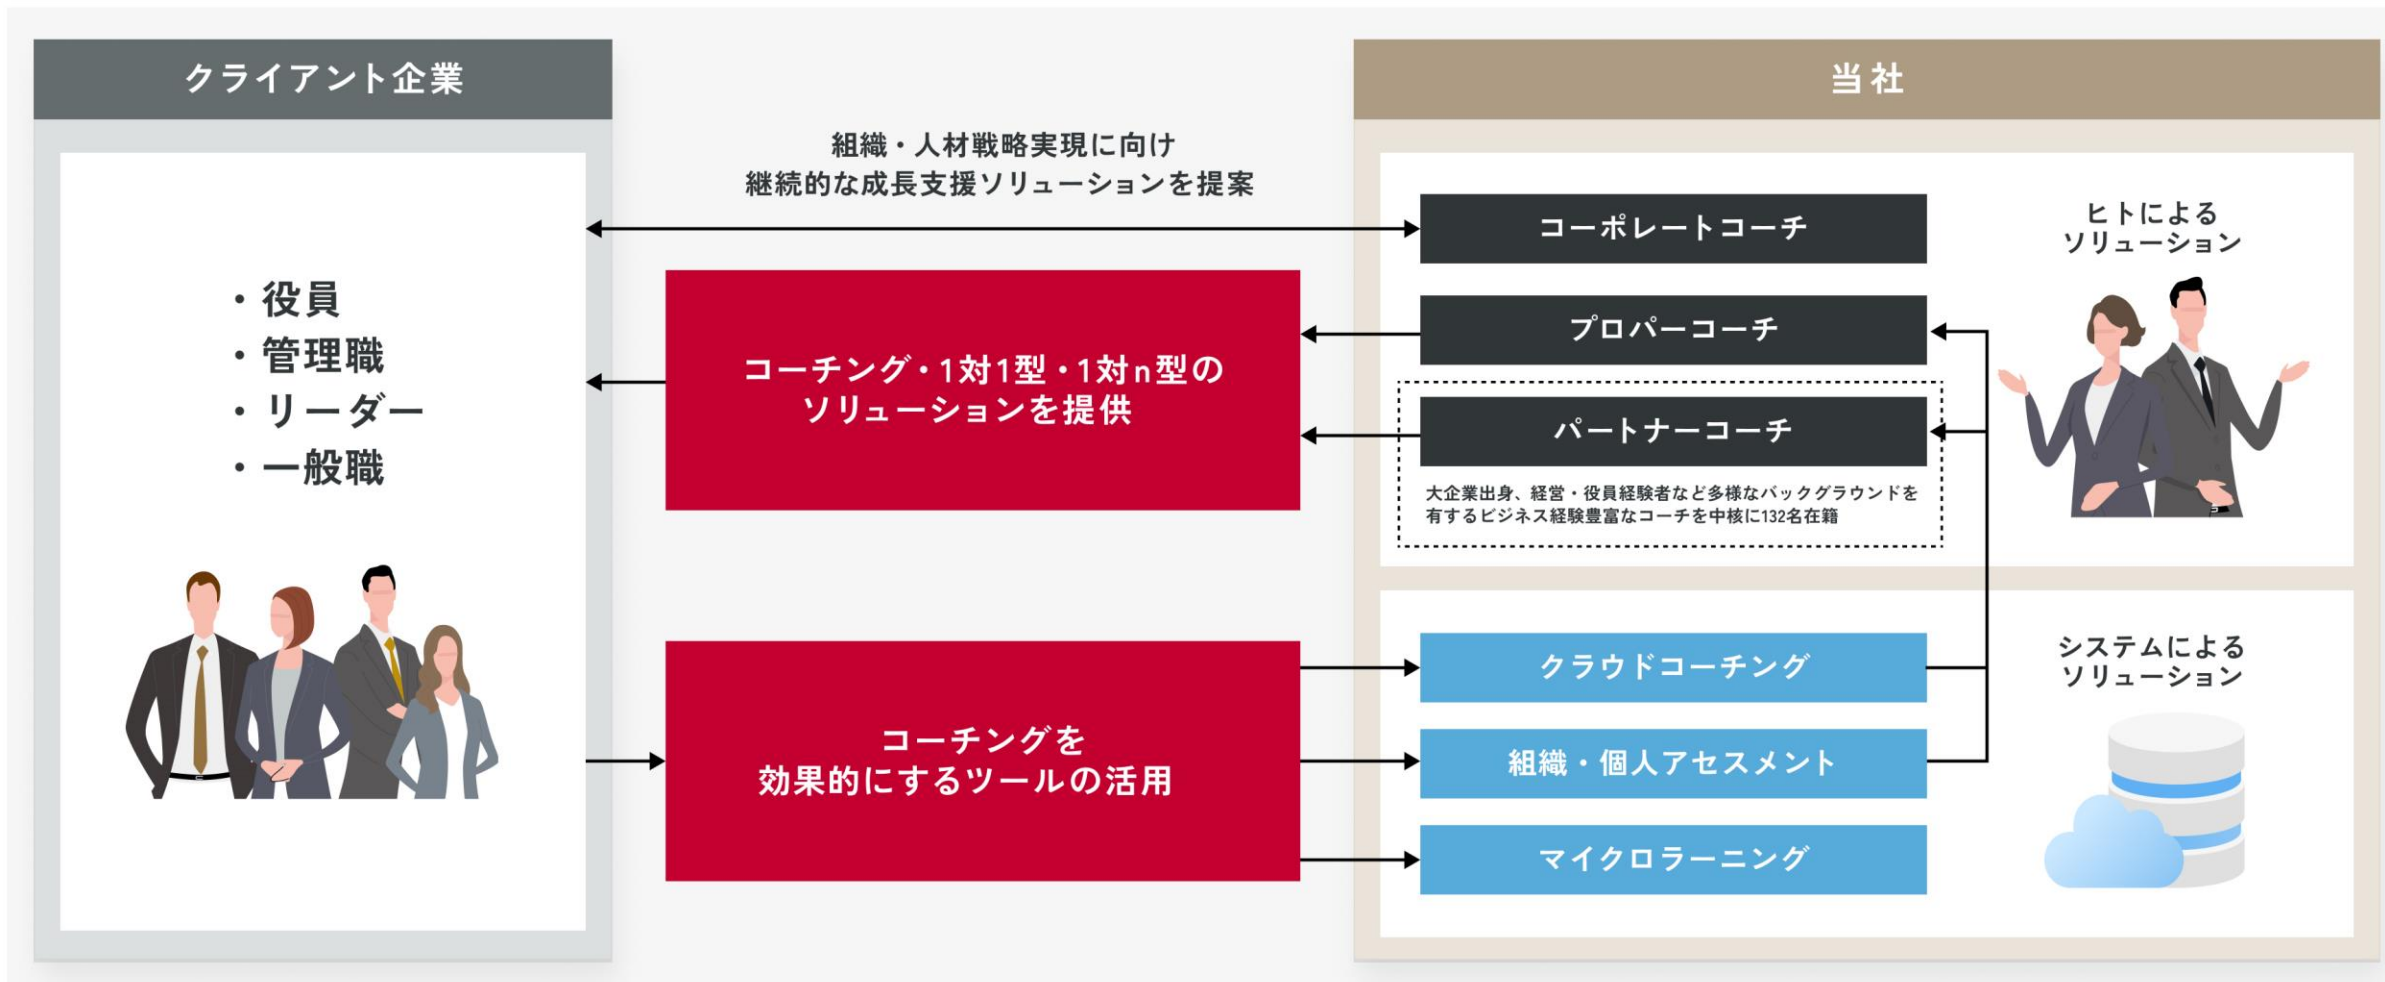 クライアント企業
・役員
・管理職
・リーダー
・一般職
組織・人材戦略実現に向け
継続的な成長支援ソリューションを提案
コーチング・1対1型・1対n型の
ソリューションを提供
コーチングを
効果的にするツールの活用
当社
コーポレートコーチ
プロパーコーチ
パートナーコーチ
大企業出身、経営・役員経験者など多様なバックグラウンドを
有するビジネス経験豊富なコーチを中核に132名在籍
ヒトによる
ソリューション
クラウドコーチング
組織・個人アセスメント
マイクロラーニング
システムによる
ソリューション